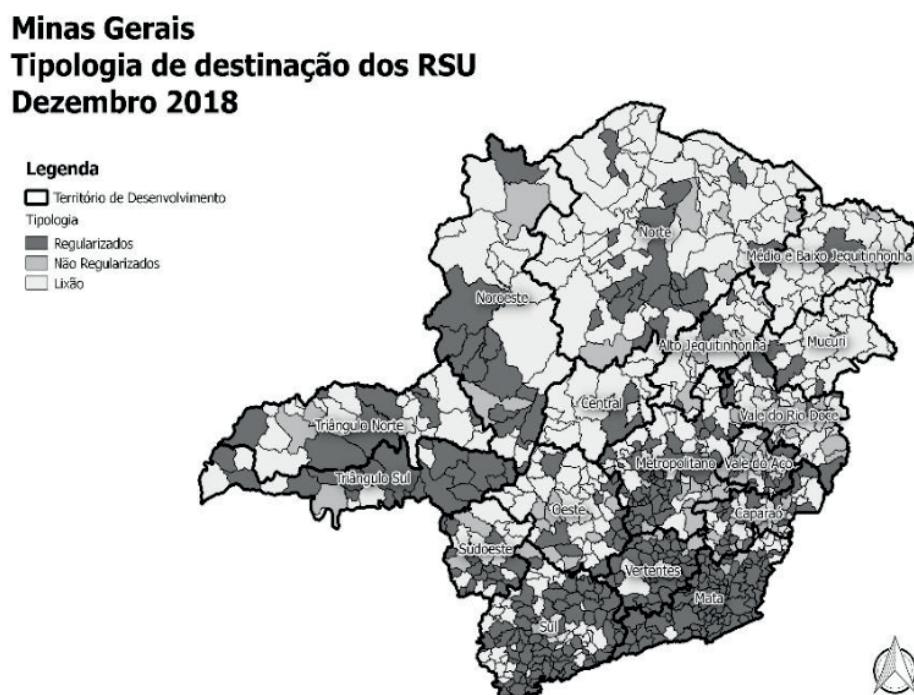 Minas Gerais
Tipologia de destinação dos RSU
Dezembro 2018
Legenda
Território de Desenvolvimento
Tipologia
Regularizados
Não Regularizados
Lixão
Norte
Médio e Baixo Jequitinhonha
Noroeste
Alto Jequitinhonha
Mucuri
Central
Vale do Rio Doce
Triângulo Norte
Metropolitano
Vale do Aço
Triângulo Sul
Oeste
Caparaó
Sudoeste
Vertentes
Mata
Sul